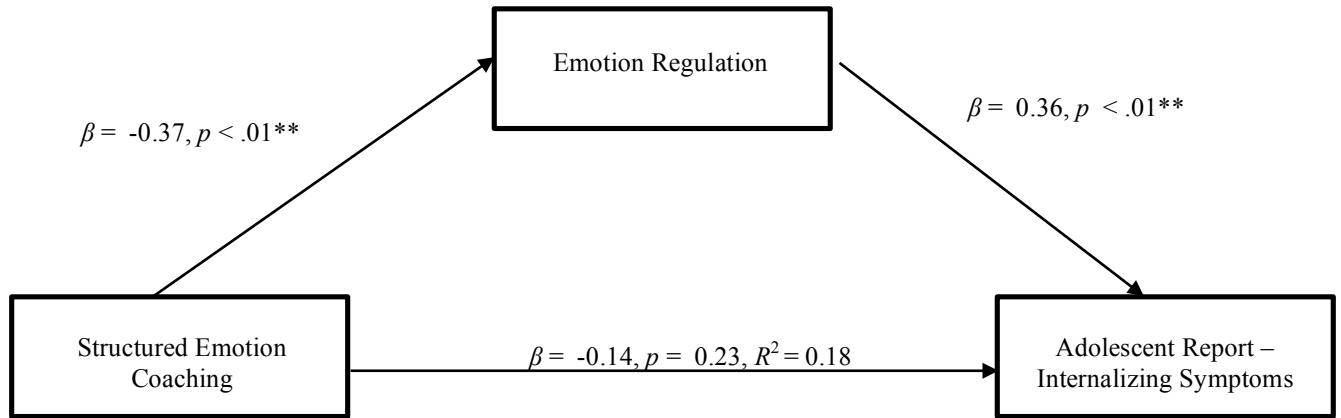 Emotion Regulation
β = -0.37, p < .01**
β = 0.36, p < .01**
Structured Emotion
Coaching
β = -0.14, p = 0.23, R² = 0.18
Adolescent Report –
Internalizing Symptoms